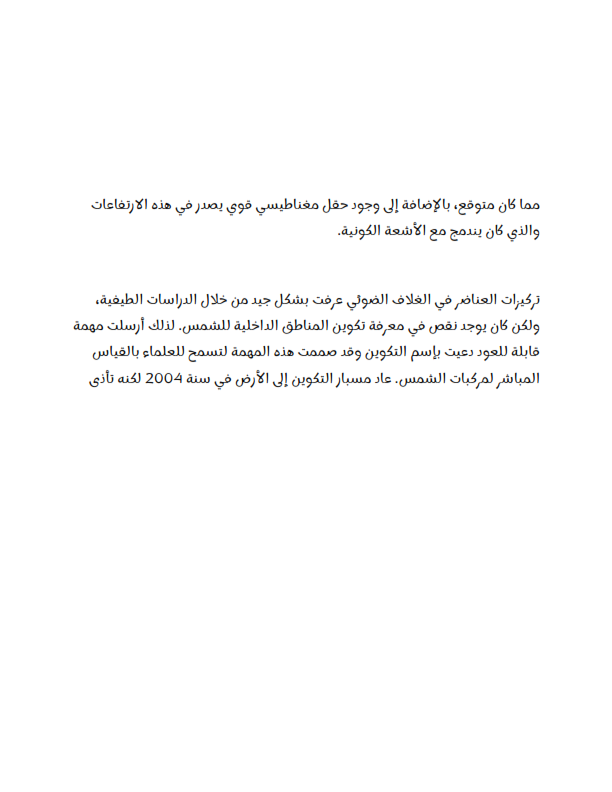 مما كان متوقع، بالإضافة إلى وجود حقل مغناطيسي قوي يصدر في هذه الارتفاعات
والذي كان يندمج مع الأشعة الكونية.
تركيزات العناصر في الغلاف الضوئي عرفت بشكل جيد من خلال الدراسات الطيفية،
ولكن كان يوجد نقص في معرفة تكوين المناطق الداخلية للشمس. لذلك أرسلت مهمة
قابلة للعود دعيت بإسم التكوين وقد صممت هذه المهمة لتسمح للعلماء بالقياس
المباشر لمركبات الشمس. عاد مسبار التكوين إلى الأرض في سنة 2004 لكنه تأذى